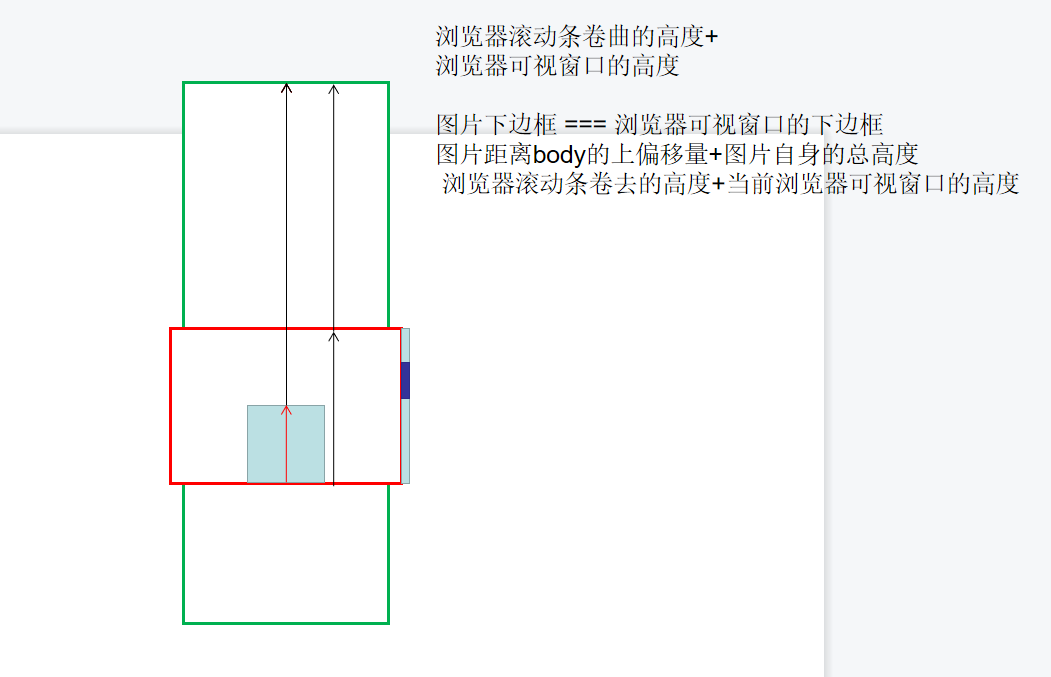 浏览器滚动条卷曲的高度+
浏览器可视窗口的高度
图片下边框 === 浏览器可视窗口的下边框
图片距离body的上偏移量+图片自身的总高度
浏览器滚动条卷去的高度+当前浏览器可视窗口的高度